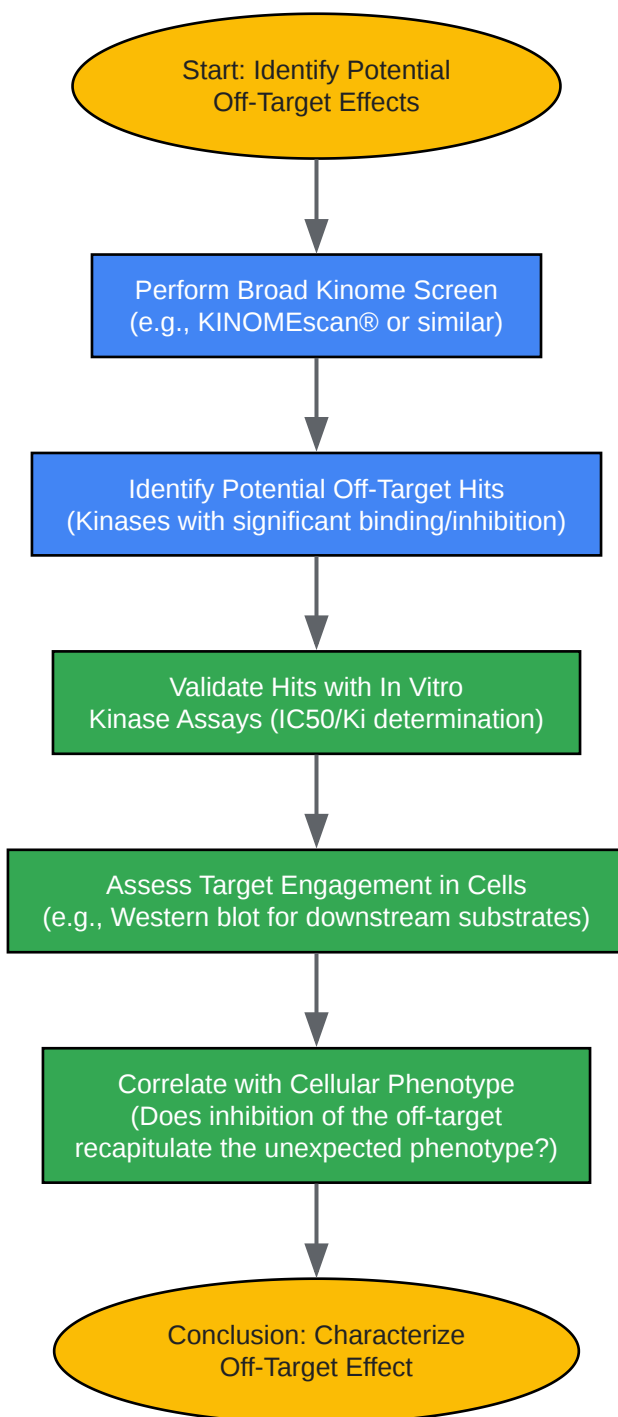 Start: Identify Potential
Off-Target Effects
Perform Broad Kinome Screen
(e.g., KINOMEscan® or similar)
Identify Potential Off-Target Hits
(Kinases with significant binding/inhibition)
Validate Hits with In Vitro
Kinase Assays (IC50/Ki determination)
Assess Target Engagement in Cells
(e.g., Western blot for downstream substrates)
Correlate with Cellular Phenotype
(Does inhibition of the off-target
recapitulate the unexpected phenotype?)
Conclusion: Characterize
Off-Target Effect